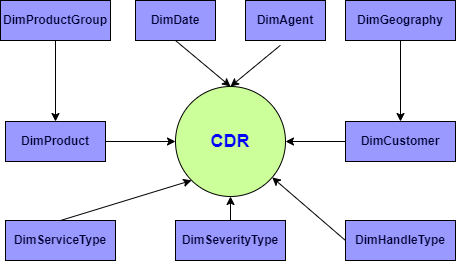 DimProductGroup
DimDate
DimAgent
DimGeography
DimProduct
CDR
DimCustomer
DimServiceType
DimSeverityType
DimHandleType